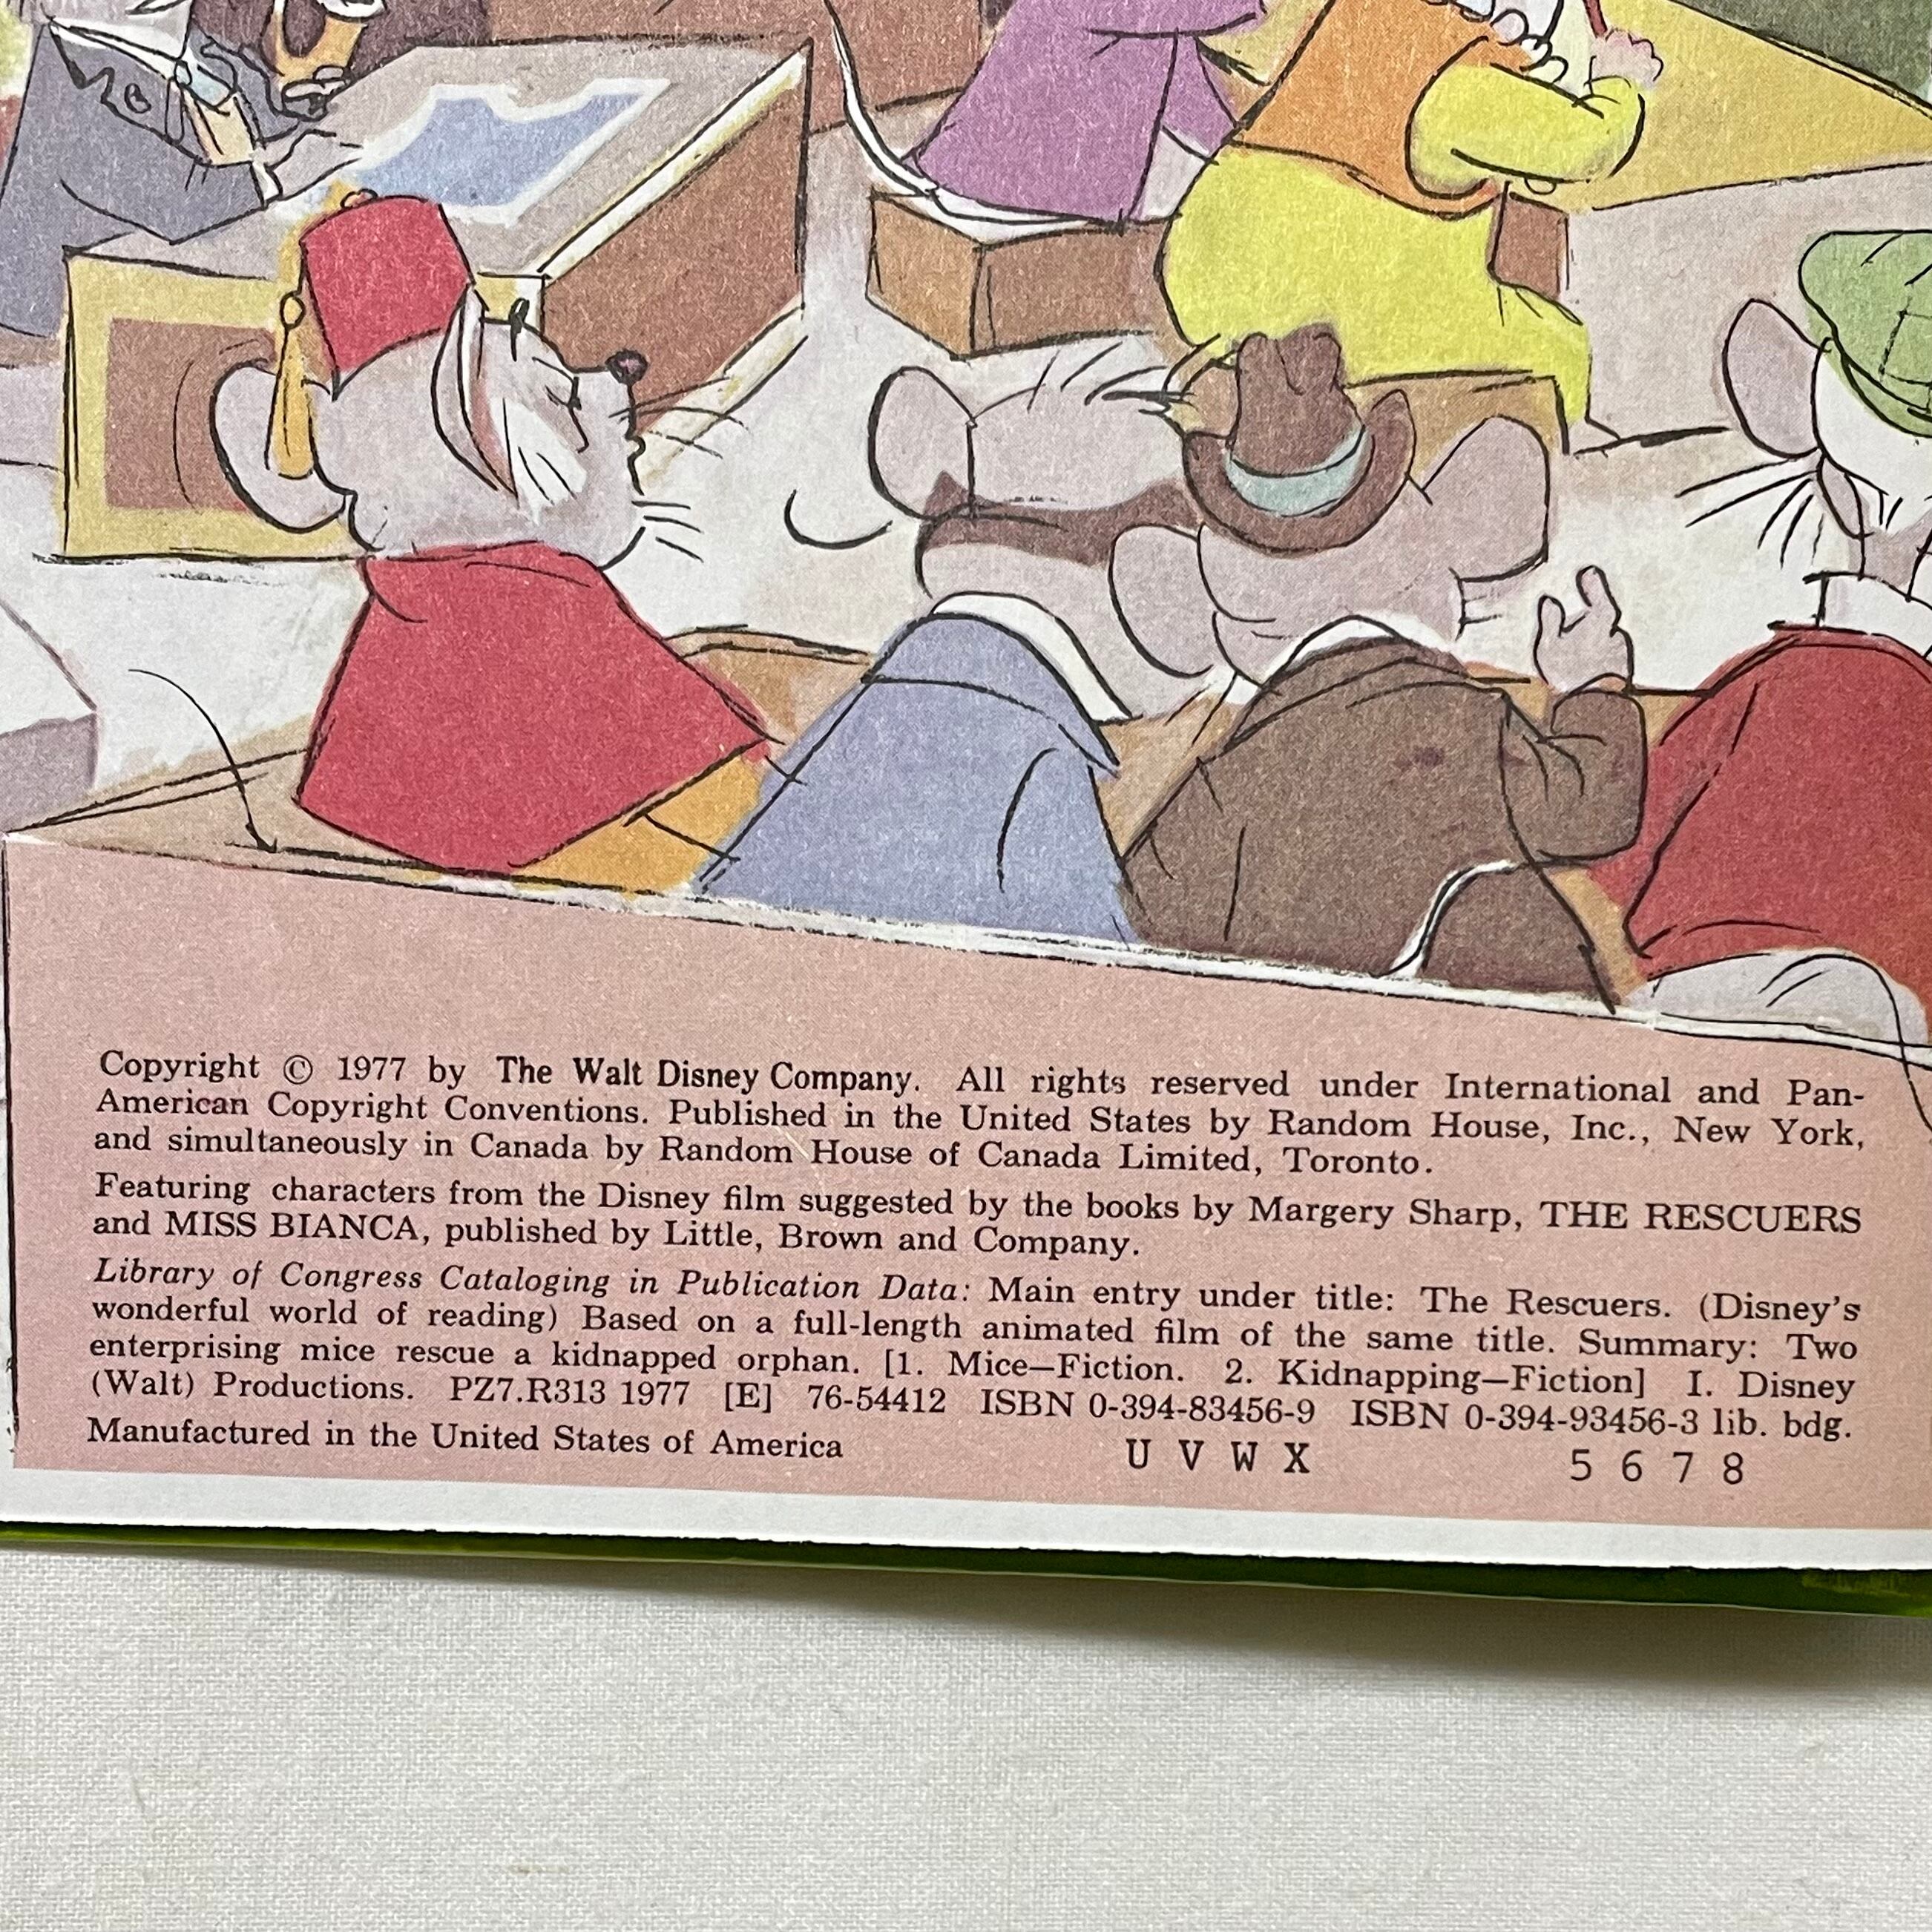 Copyright © 1977 by The Walt Disney Company. All rights reserved under International and Pan-
American Copyright Conventions. Published in the United States by Random House, Inc., New York,
and simultaneously in Canada by Random House of Canada Limited, Toronto.
Featuring characters from the Disney film suggested by the books by Margery Sharp, THE RESCUERS
and MISS BIANCA, published by Little, Brown and Company.
Library of Congress Cataloging in Publication Data: Main entry under title: The Rescuers. (Disney's
wonderful world of reading) Based on a full-length animated film of the same title. Summary: Two
enterprising mice rescue a kidnapped orphan. [1. Mice—Fiction. 2. Kidnapping—Fiction] I. Disney
(Walt) Productions. PZ7.R313 1977 [E] 76-54412 ISBN 0-394-83456-9 ISBN 0-394-93456-3 lib. bdg.
Manufactured in the United States of America U V W X 5 6 7 8